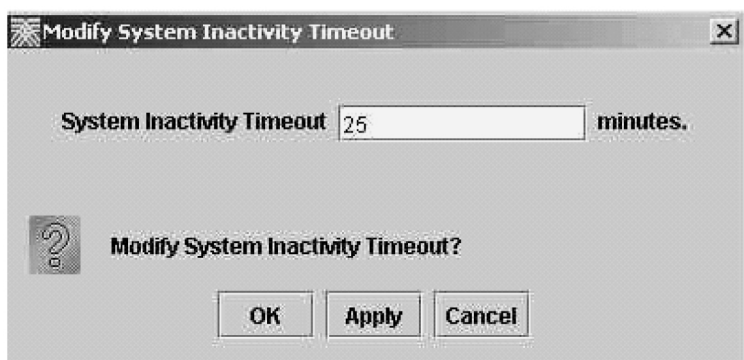 Modify System Inactivity Timeout
System Inactivity Timeout 25 minutes.
Modify System Inactivity Timeout?
OK Apply Cancel